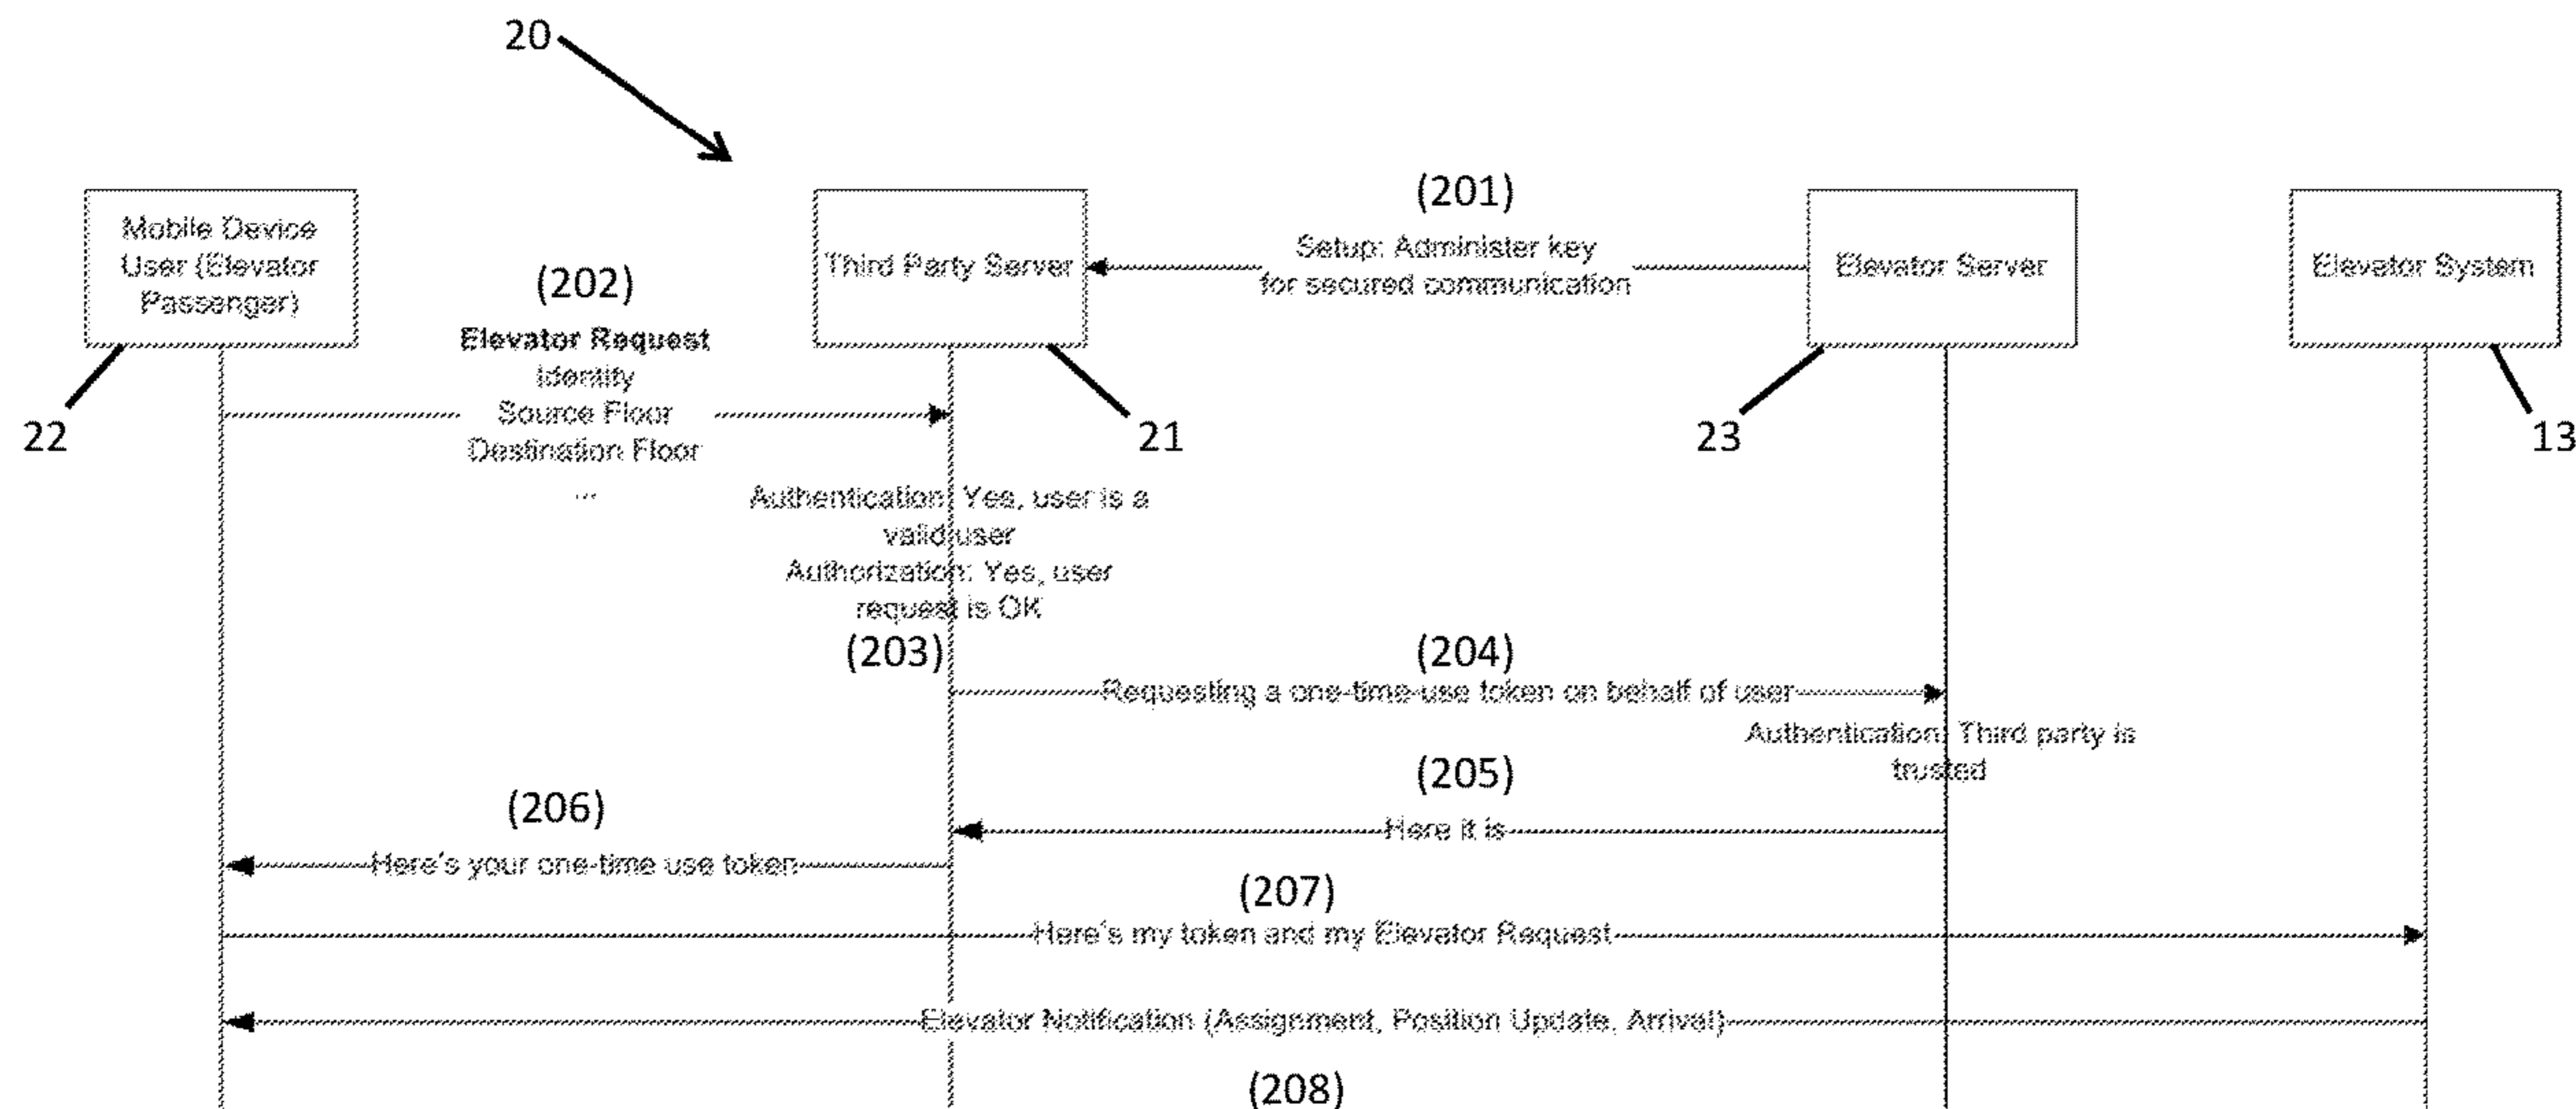 20
(201)
Mobile Device
User (Elevator
Passenger)
Third Party Server
Setup: Administer key
for secured communication
Elevator Server
Elevator System
(202)
Elevator Request
Identity
Source Floor
Destination Floor
...
22
21
23
13
Authentication: Yes, user is a
valid user
Authorization: Yes, user
request is OK
(203)
(204)
Requesting a one-time-use token on behalf of user
Authentication: Third party is
trusted
(205)
Here it is
(206)
Here's your one-time use token
(207)
Here's my token and my Elevator Request
Elevator Notification (Assignment, Position Update, Arrival)
(208)